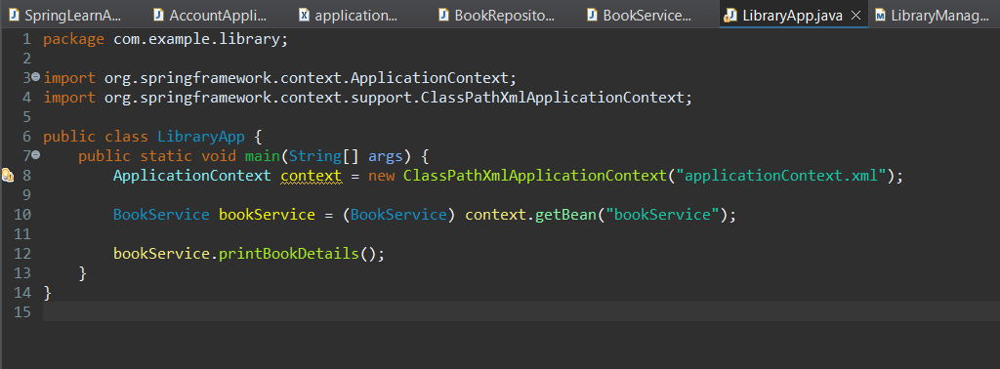 SpringLearnA... AccountAppli... application... BookReposito... BookService... LibraryApp.java LibraryManag...
1 package com.example.library;
2
3 import org.springframework.context.ApplicationContext;
4 import org.springframework.context.support.ClassPathXmlApplicationContext;
5
6 public class LibraryApp {
7     public static void main(String[] args) {
8         ApplicationContext context = new ClassPathXmlApplicationContext("applicationContext.xml");
9
10         BookService bookService = (BookService) context.getBean("bookService");
11
12         bookService.printBookDetails();
13     }
14 }
15